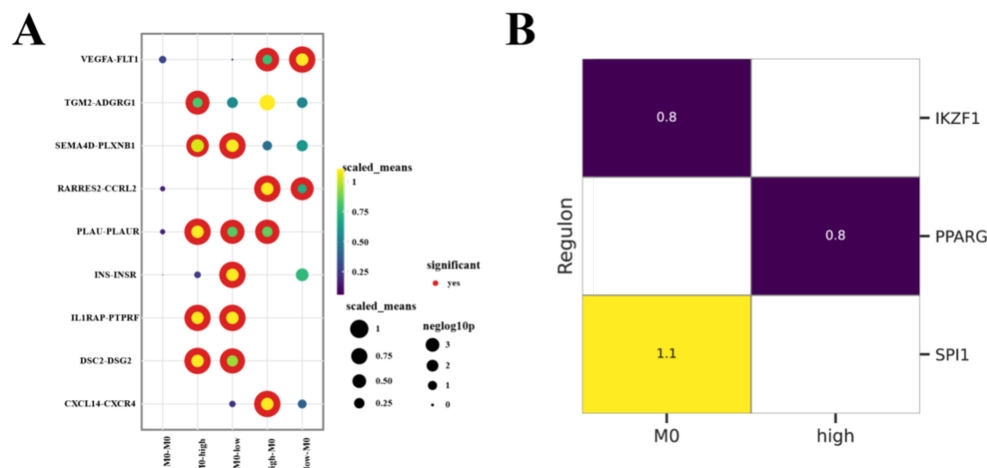 A
B
VEGFA-FLT1
TGM2-ADGRG1
SEMA4D-PLXNB1
RARRES2-CCRL2
PLAU-PLAUR
INS-INSR
IL1RAP-PTPRF
DSC2-DSG2
CXCL14-CXCR4
M0-M0
M0-high
M0-low
high-M0
low-M0
scaled_means
1
0.75
0.50
0.25
significant
yes
scaled_means
1
0.75
0.50
0.25
neglog10p
3
2
1
0
Regulon
0.8
0.8
1.1
IKZF1
PPARG
SPI1
M0
high